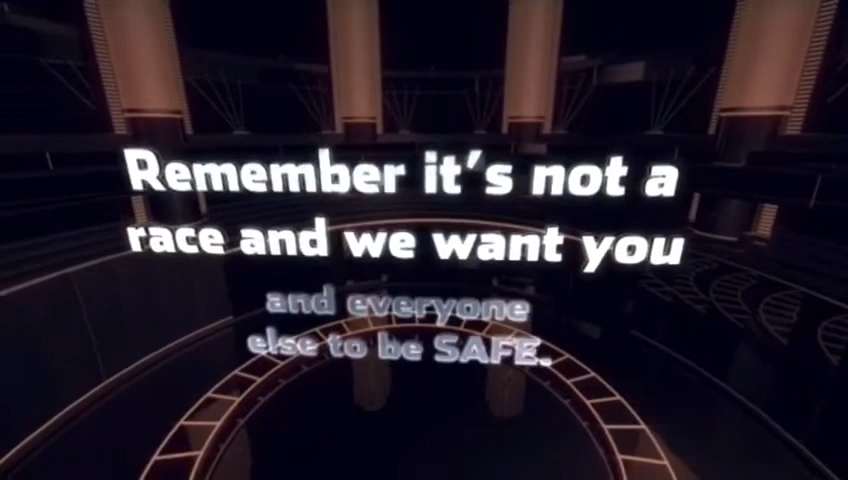 Remember it's not a
race and we want you
and everyone
else to be SAFE.